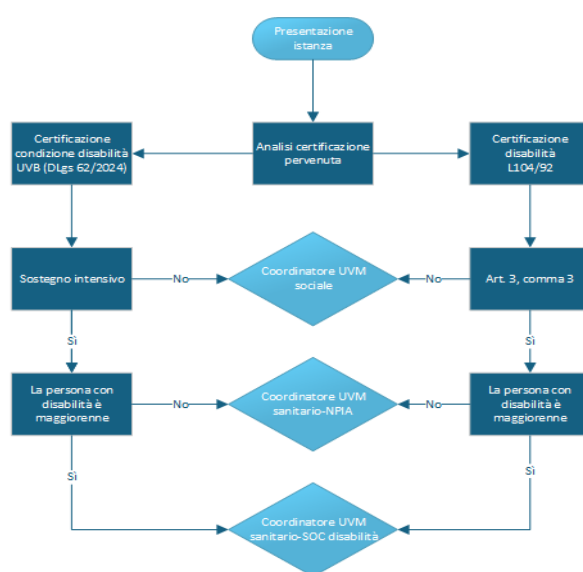 Presentazione
istanza
Certificazione
condizione disabilità
UVB (DLgs 62/2024)
Analisi certificazione
pervenuta
Certificazione
disabilità
L104/92
Sostegno intensivo
No
Coordinatore UVM
sociale
No
Art. 3, comma 3
Sì
Sì
La persona con
disabilità è
maggiorenne
No
Coordinatore UVM
sanitario-NPIA
No
La persona con
disabilità è
maggiorenne
Sì
Sì
Coordinatore UVM
sanitario-SOC disabilità